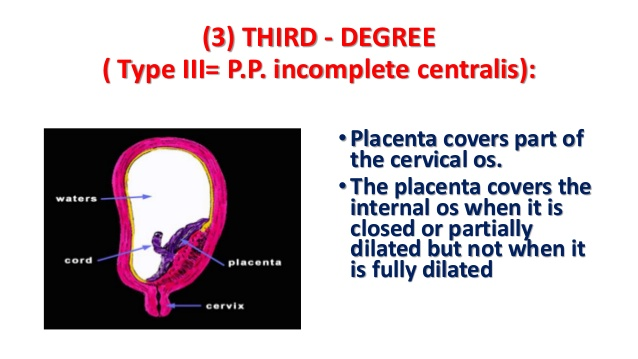 (3) THIRD - DEGREE
( Type III= P.P. incomplete centralis):
• Placenta covers part of
the cervical os.
• The placenta covers the
internal os when it is
closed or partially
dilated but not when it
is fully dilated
waters
cord
placenta
cervix